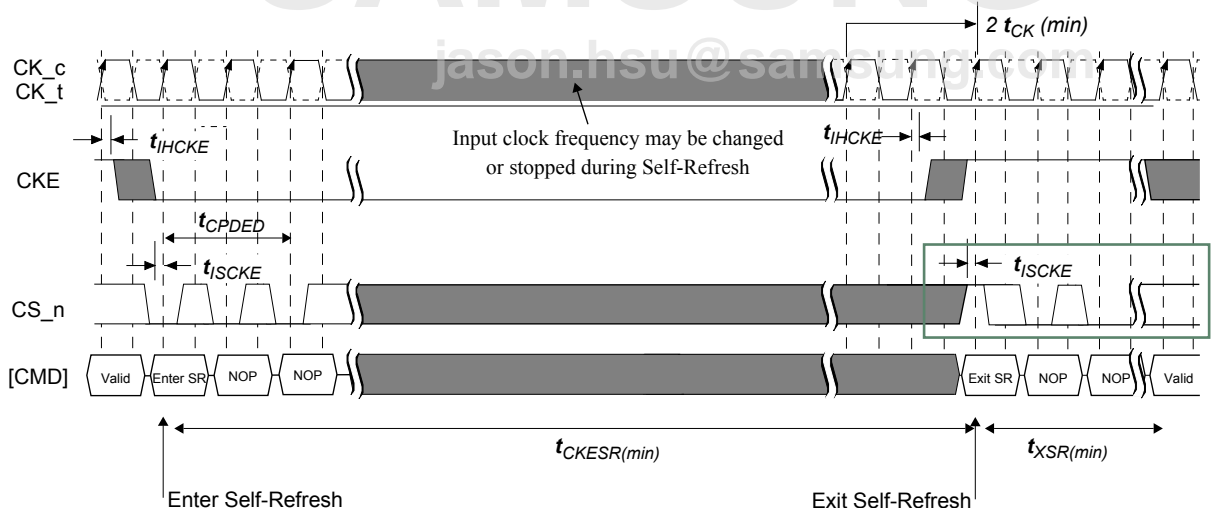 SAMSUNG
jason.hsu@samsung.com
2 tCK (min)
CK_c
CK_t
tIHCKE
Input clock frequency may be changed
or stopped during Self-Refresh
tIHCKE
CKE
tCPDED
tISCKE
tISCKE
CS_n
[CMD]
Valid
Enter SR
NOP
NOP
Exit SR
NOP
NOP
Valid
tCKESR(min)
tXSR(min)
Enter Self-Refresh
Exit Self-Refresh